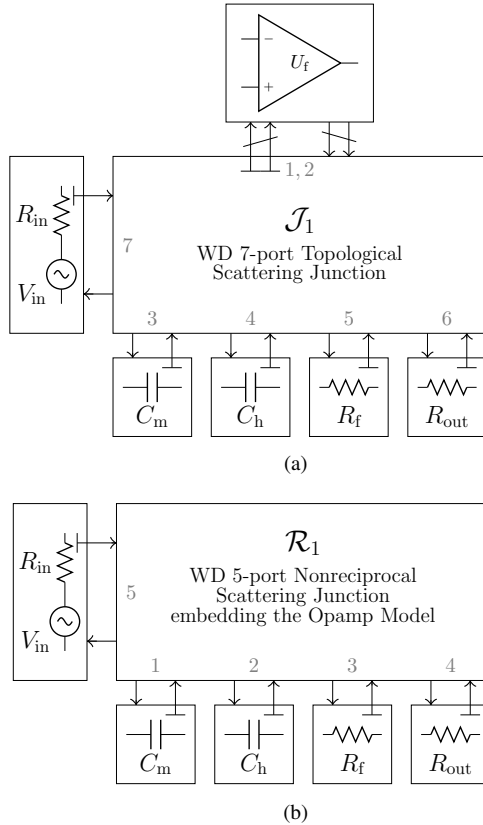 −
+
U_f
1, 2
R_in
V_in
7
𝒥_1
WD 7-port Topological
Scattering Junction
3 4 5 6
C_m C_h R_f R_out
(a)
R_in
V_in
5
ℛ_1
WD 5-port Nonreciprocal
Scattering Junction
embedding the Opamp Model
1 2 3 4
C_m C_h R_f R_out
(b)